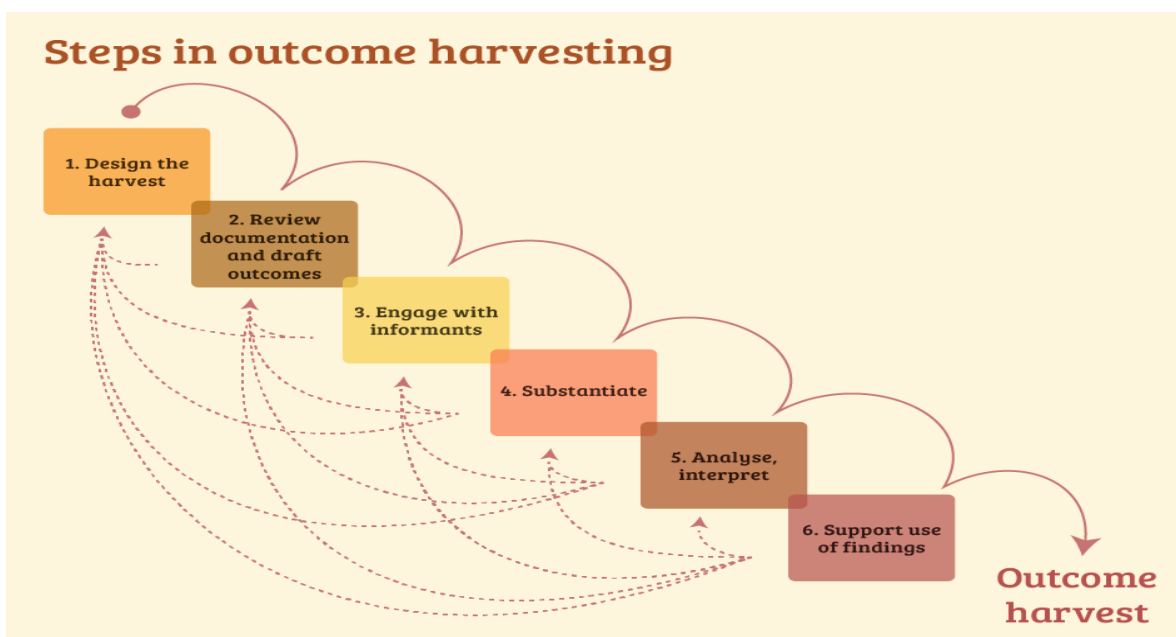 Steps in outcome harvesting
1. Design the
harvest
2. Review
documentation
and draft
outcomes
3. Engage with
informants
4. Substantiate
5. Analyse,
interpret
6. Support use
of findings
Outcome
harvest